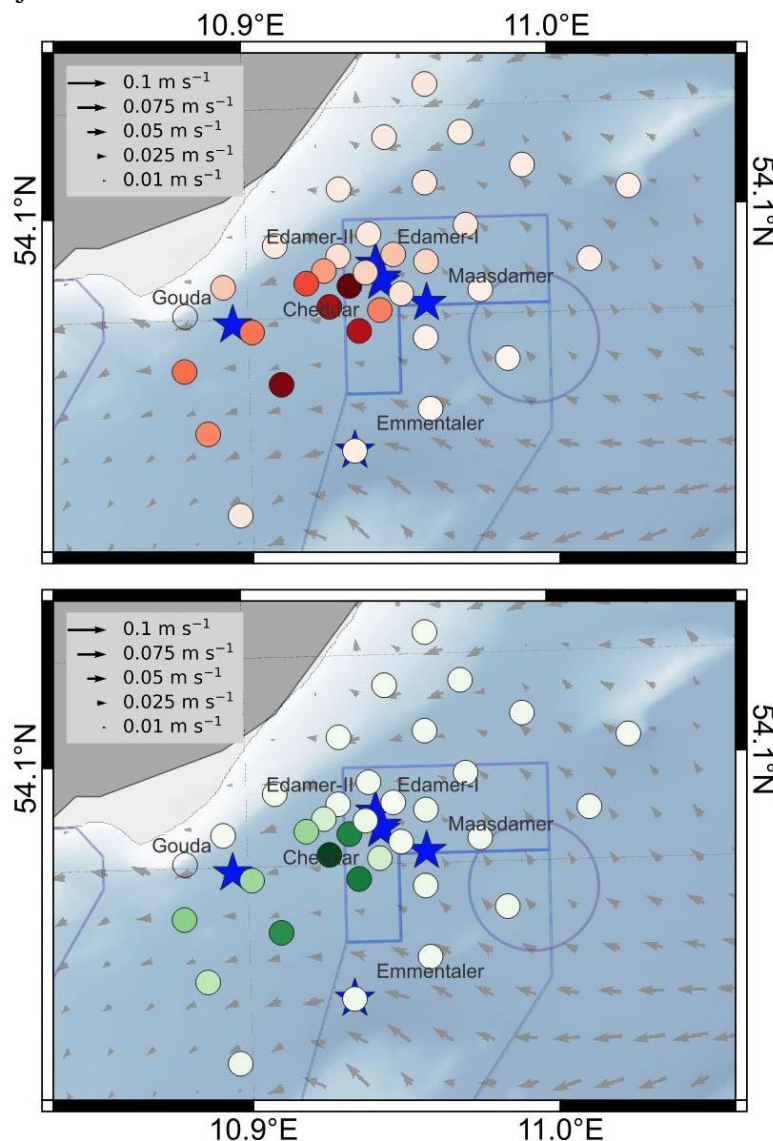 10.9°E 11.0°E
0.1 m s⁻¹
0.075 m s⁻¹
0.05 m s⁻¹
0.025 m s⁻¹
0.01 m s⁻¹
54.1°N
54.1°N
Edamer-II Edamer-I
Maasdamer
Gouda
Cheddar
Emmentaler
0.1 m s⁻¹
0.075 m s⁻¹
0.05 m s⁻¹
0.025 m s⁻¹
0.01 m s⁻¹
54.1°N
54.1°N
Edamer-II Edamer-I
Maasdamer
Gouda
Cheddar
Emmentaler
10.9°E 11.0°E